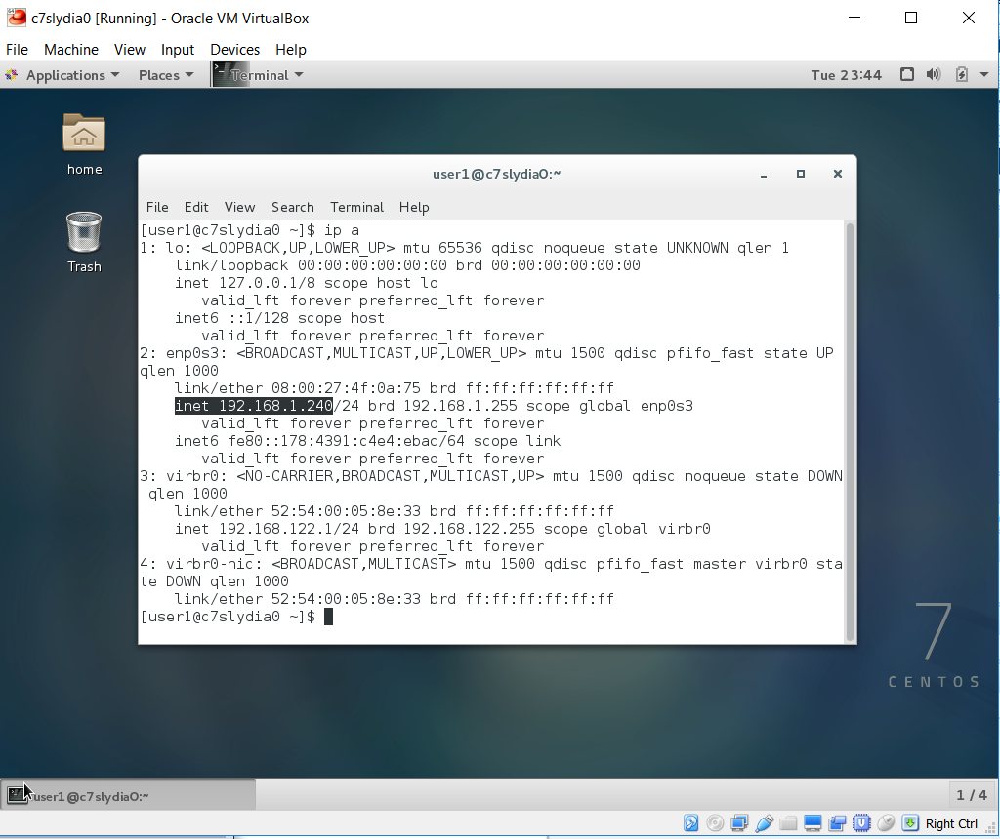 c7slydia0 [Running] - Oracle VM VirtualBox
File Machine View Input Devices Help
Applications Places Terminal Tue 23:44
home
Trash
user1@c7slydia0:~
File Edit View Search Terminal Help
[user1@c7slydia0 ~]$ ip a
1: lo: <LOOPBACK,UP,LOWER_UP> mtu 65536 qdisc noqueue state UNKNOWN qlen 1
    link/loopback 00:00:00:00:00:00 brd 00:00:00:00:00:00
    inet 127.0.0.1/8 scope host lo
       valid_lft forever preferred_lft forever
    inet6 ::1/128 scope host
       valid_lft forever preferred_lft forever
2: enp0s3: <BROADCAST,MULTICAST,UP,LOWER_UP> mtu 1500 qdisc pfifo_fast state UP
qlen 1000
    link/ether 08:00:27:4f:0a:75 brd ff:ff:ff:ff:ff:ff
    inet 192.168.1.240/24 brd 192.168.1.255 scope global enp0s3
       valid_lft forever preferred_lft forever
    inet6 fe80::178:4391:c4e4:ebac/64 scope link
       valid_lft forever preferred_lft forever
3: virbr0: <NO-CARRIER,BROADCAST,MULTICAST,UP> mtu 1500 qdisc noqueue state DOWN
 qlen 1000
    link/ether 52:54:00:05:8e:33 brd ff:ff:ff:ff:ff:ff
    inet 192.168.122.1/24 brd 192.168.122.255 scope global virbr0
       valid_lft forever preferred_lft forever
4: virbr0-nic: <BROADCAST,MULTICAST> mtu 1500 qdisc pfifo_fast master virbr0 sta
te DOWN qlen 1000
    link/ether 52:54:00:05:8e:33 brd ff:ff:ff:ff:ff:ff
[user1@c7slydia0 ~]$
7
CENTOS
user1@c7slydia0:~ 1 / 4
Right Ctrl